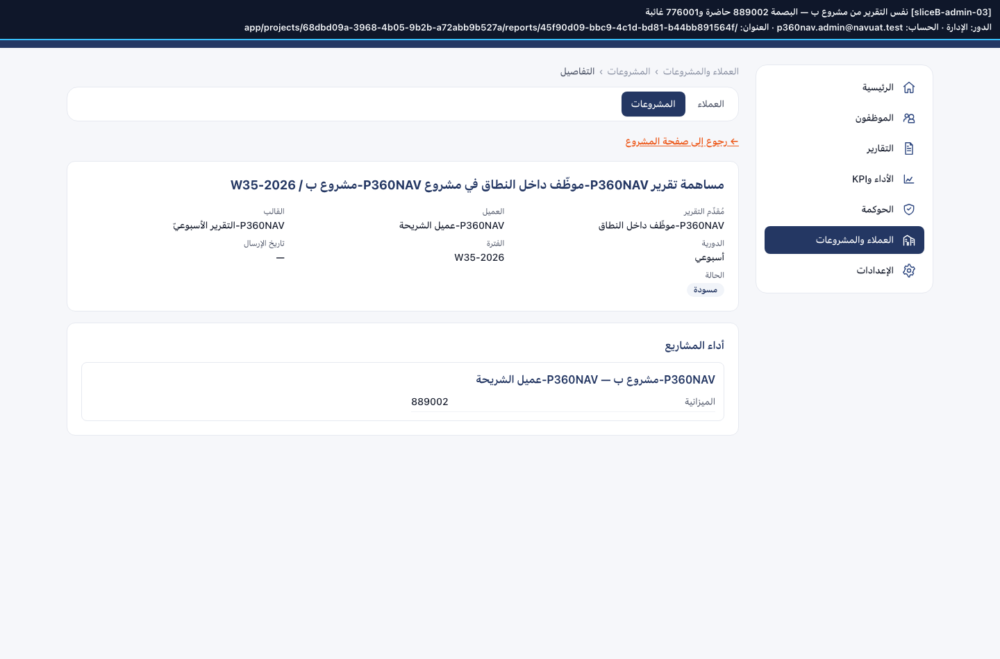 [sliceB-admin-03] نفس التقرير من مشروع ب — البصمة 889002 حاضرة و776001 غائبة
الدور: الإدارة · الحساب: p360nav.admin@navuat.test · العنوان: /app/projects/68dbd09a-3968-4b05-9b2b-a72abb9b527a/reports/45f90d09-bbc9-4c1d-bd81-b44bb891564f
الرئيسية
الموظفون
التقارير
الأداء وKPI
الحوكمة
العملاء والمشروعات
الإعدادات
العملاء والمشروعات › المشروعات › التفاصيل
العملاء
المشروعات
← رجوع إلى صفحة المشروع
مساهمة تقرير P360NAV-موظّف داخل النطاق في مشروع P360NAV-مشروع ب / 2026-W35
مُقدِّم التقرير
P360NAV-موظّف داخل النطاق
العميل
P360NAV-عميل الشريحة
القالب
P360NAV-التقرير الأسبوعيّ
الدورية
أسبوعي
الفترة
2026-W35
تاريخ الإرسال
—
الحالة
مسودة
أداء المشاريع
P360NAV-مشروع ب — P360NAV-عميل الشريحة
الميزانية
889002